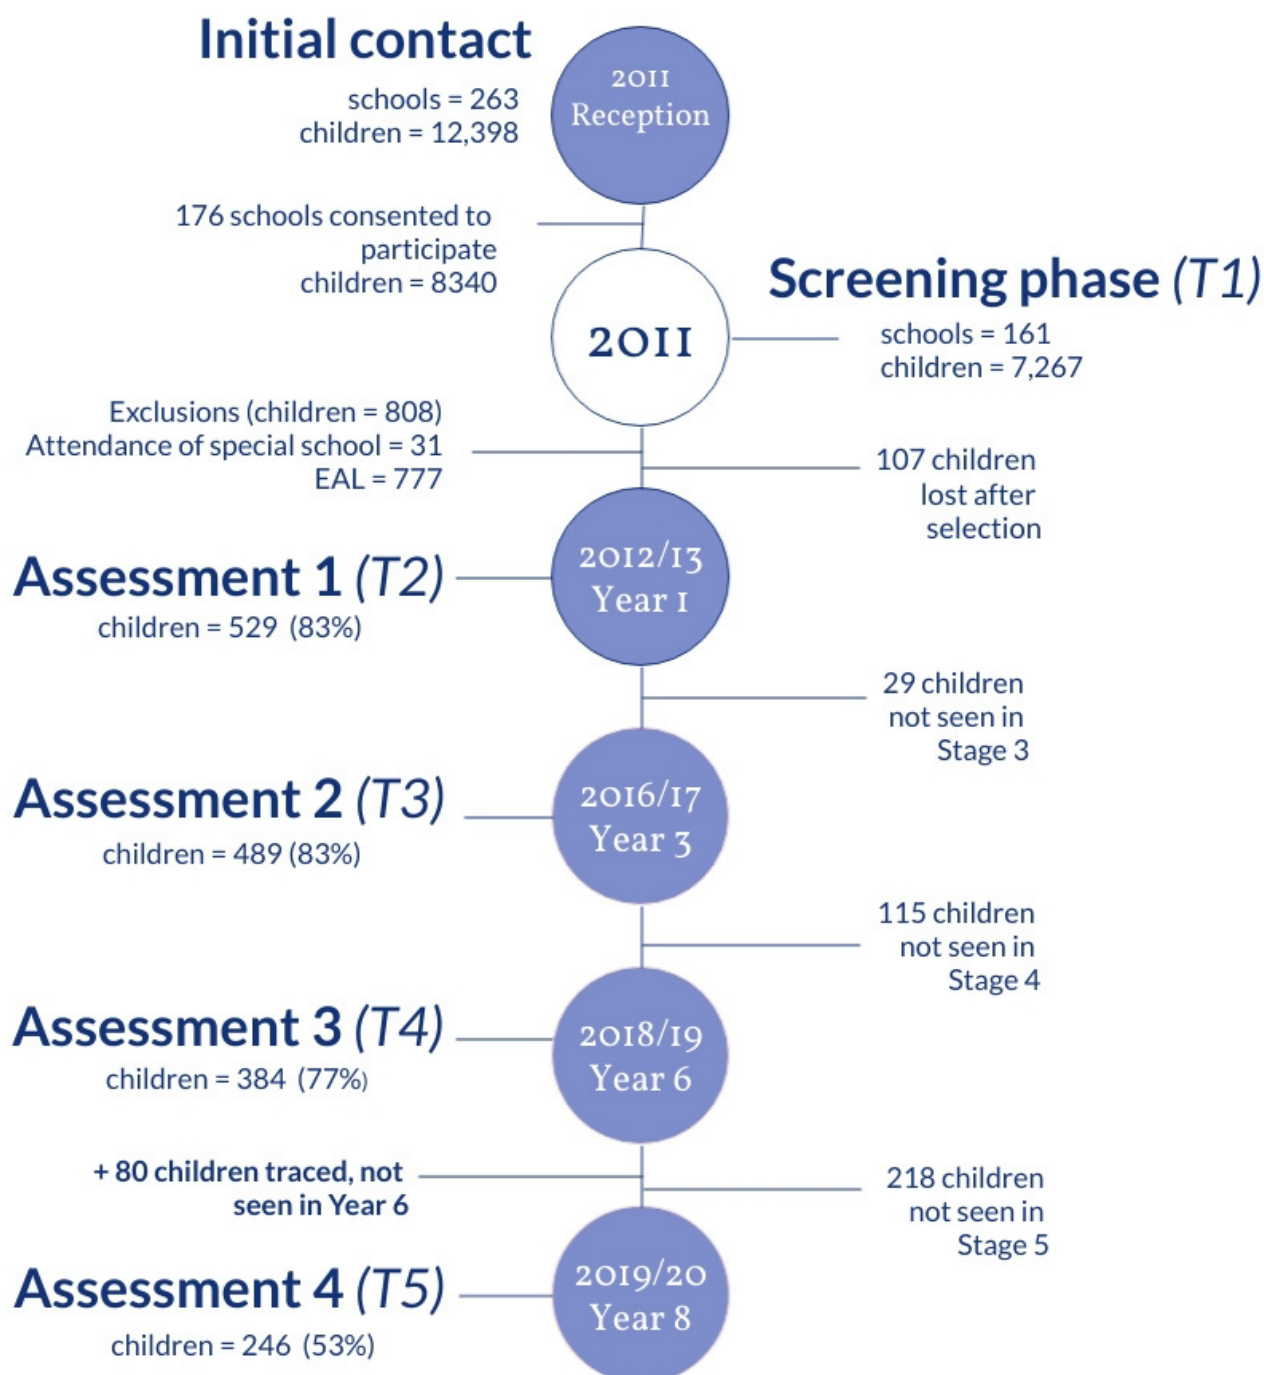 Initial contact
schools = 263
children = 12,398
2011
Reception
176 schools consented to
participate
children = 8340
2011
Screening phase (T1)
schools = 161
children = 7,267
Exclusions (children = 808)
Attendance of special school = 31
EAL = 777
107 children
lost after
selection
Assessment 1 (T2)
children = 529 (83%)
2012/13
Year 1
29 children
not seen in
Stage 3
Assessment 2 (T3)
children = 489 (83%)
2016/17
Year 3
115 children
not seen in
Stage 4
Assessment 3 (T4)
children = 384 (77%)
2018/19
Year 6
+ 80 children traced, not
seen in Year 6
218 children
not seen in
Stage 5
Assessment 4 (T5)
children = 246 (53%)
2019/20
Year 8